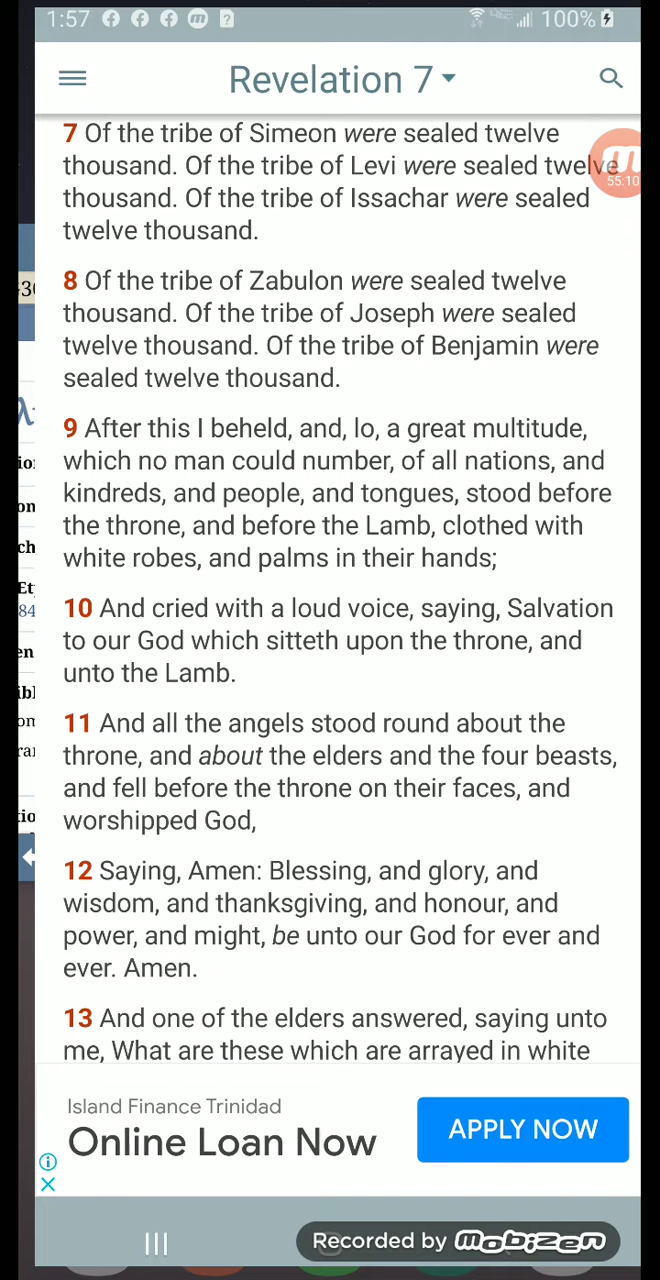 1:57 100%
Revelation 7
7 Of the tribe of Simeon were sealed twelve
thousand. Of the tribe of Levi were sealed twelve
55:10
thousand. Of the tribe of Issachar were sealed
twelve thousand.
8 Of the tribe of Zabulon were sealed twelve
thousand. Of the tribe of Joseph were sealed
twelve thousand. Of the tribe of Benjamin were
sealed twelve thousand.
9 After this I beheld, and, lo, a great multitude,
which no man could number, of all nations, and
kindreds, and people, and tongues, stood before
the throne, and before the Lamb, clothed with
white robes, and palms in their hands;
10 And cried with a loud voice, saying, Salvation
to our God which sitteth upon the throne, and
unto the Lamb.
11 And all the angels stood round about the
throne, and about the elders and the four beasts,
and fell before the throne on their faces, and
worshipped God,
12 Saying, Amen: Blessing, and glory, and
wisdom, and thanksgiving, and honour, and
power, and might, be unto our God for ever and
ever. Amen.
13 And one of the elders answered, saying unto
me, What are these which are arrayed in white
Island Finance Trinidad
Online Loan Now
APPLY NOW
Recorded by mobizen